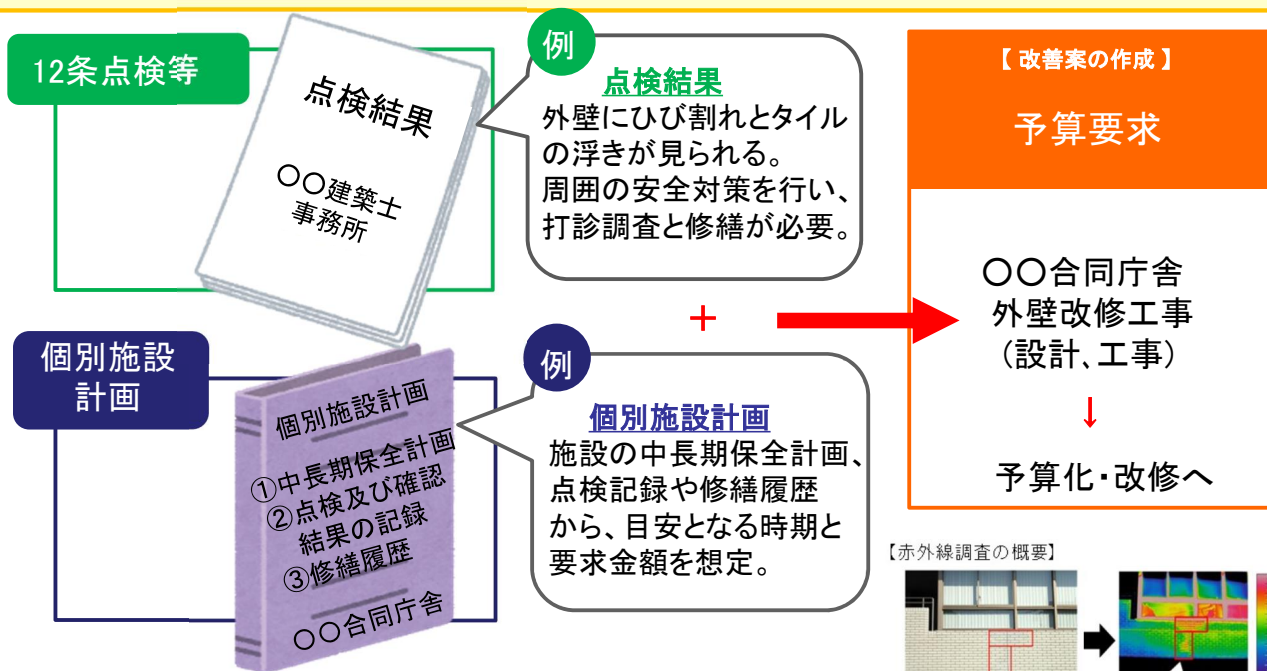 12条点検等
点検結果
〇〇建築士
事務所
例
点検結果
外壁にひび割れとタイル
の浮きが見られる。
周囲の安全対策を行い、
打診調査と修繕が必要。
個別施設
計画
個別施設計画
①中長期保全計画
②点検及び確認
結果の記録
③修繕履歴
〇〇合同庁舎
例
個別施設計画
施設の中長期保全計画、
点検記録や修繕履歴
から、目安となる時期と
要求金額を想定。
+
【 改善案の作成 】
予算要求
〇〇合同庁舎
外壁改修工事
(設計、工事)
↓
予算化・改修へ
【赤外線調査の概要】